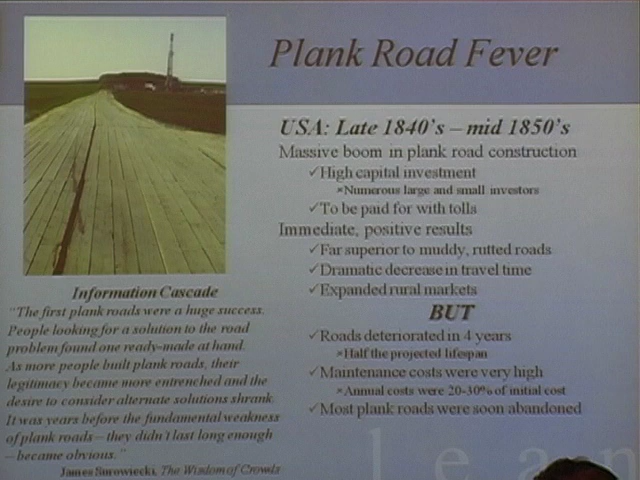 Plank Road Fever
USA: Late 1840's – mid 1850's
Massive boom in plank road construction
✓High capital investment
×Numerous large and small investors
✓To be paid for with tolls
Immediate, positive results
✓Far superior to muddy, rutted roads
✓Dramatic decrease in travel time
✓Expanded rural markets
BUT
✓Roads deteriorated in 4 years
×Half the projected lifespan
✓Maintenance costs were very high
×Annual costs were 20-30% of initial cost
✓Most plank roads were soon abandoned
Information Cascade
"The first plank roads were a huge success.
People looking for a solution to the road
problem found one ready-made at hand.
As more people built plank roads, their
legitimacy became more entrenched and the
desire to consider alternate solutions shrank.
It was years before the fundamental weakness
of plank roads – they didn't last long enough
– became obvious."
James Surowiecki, The Wisdom of Crowds
l e a n